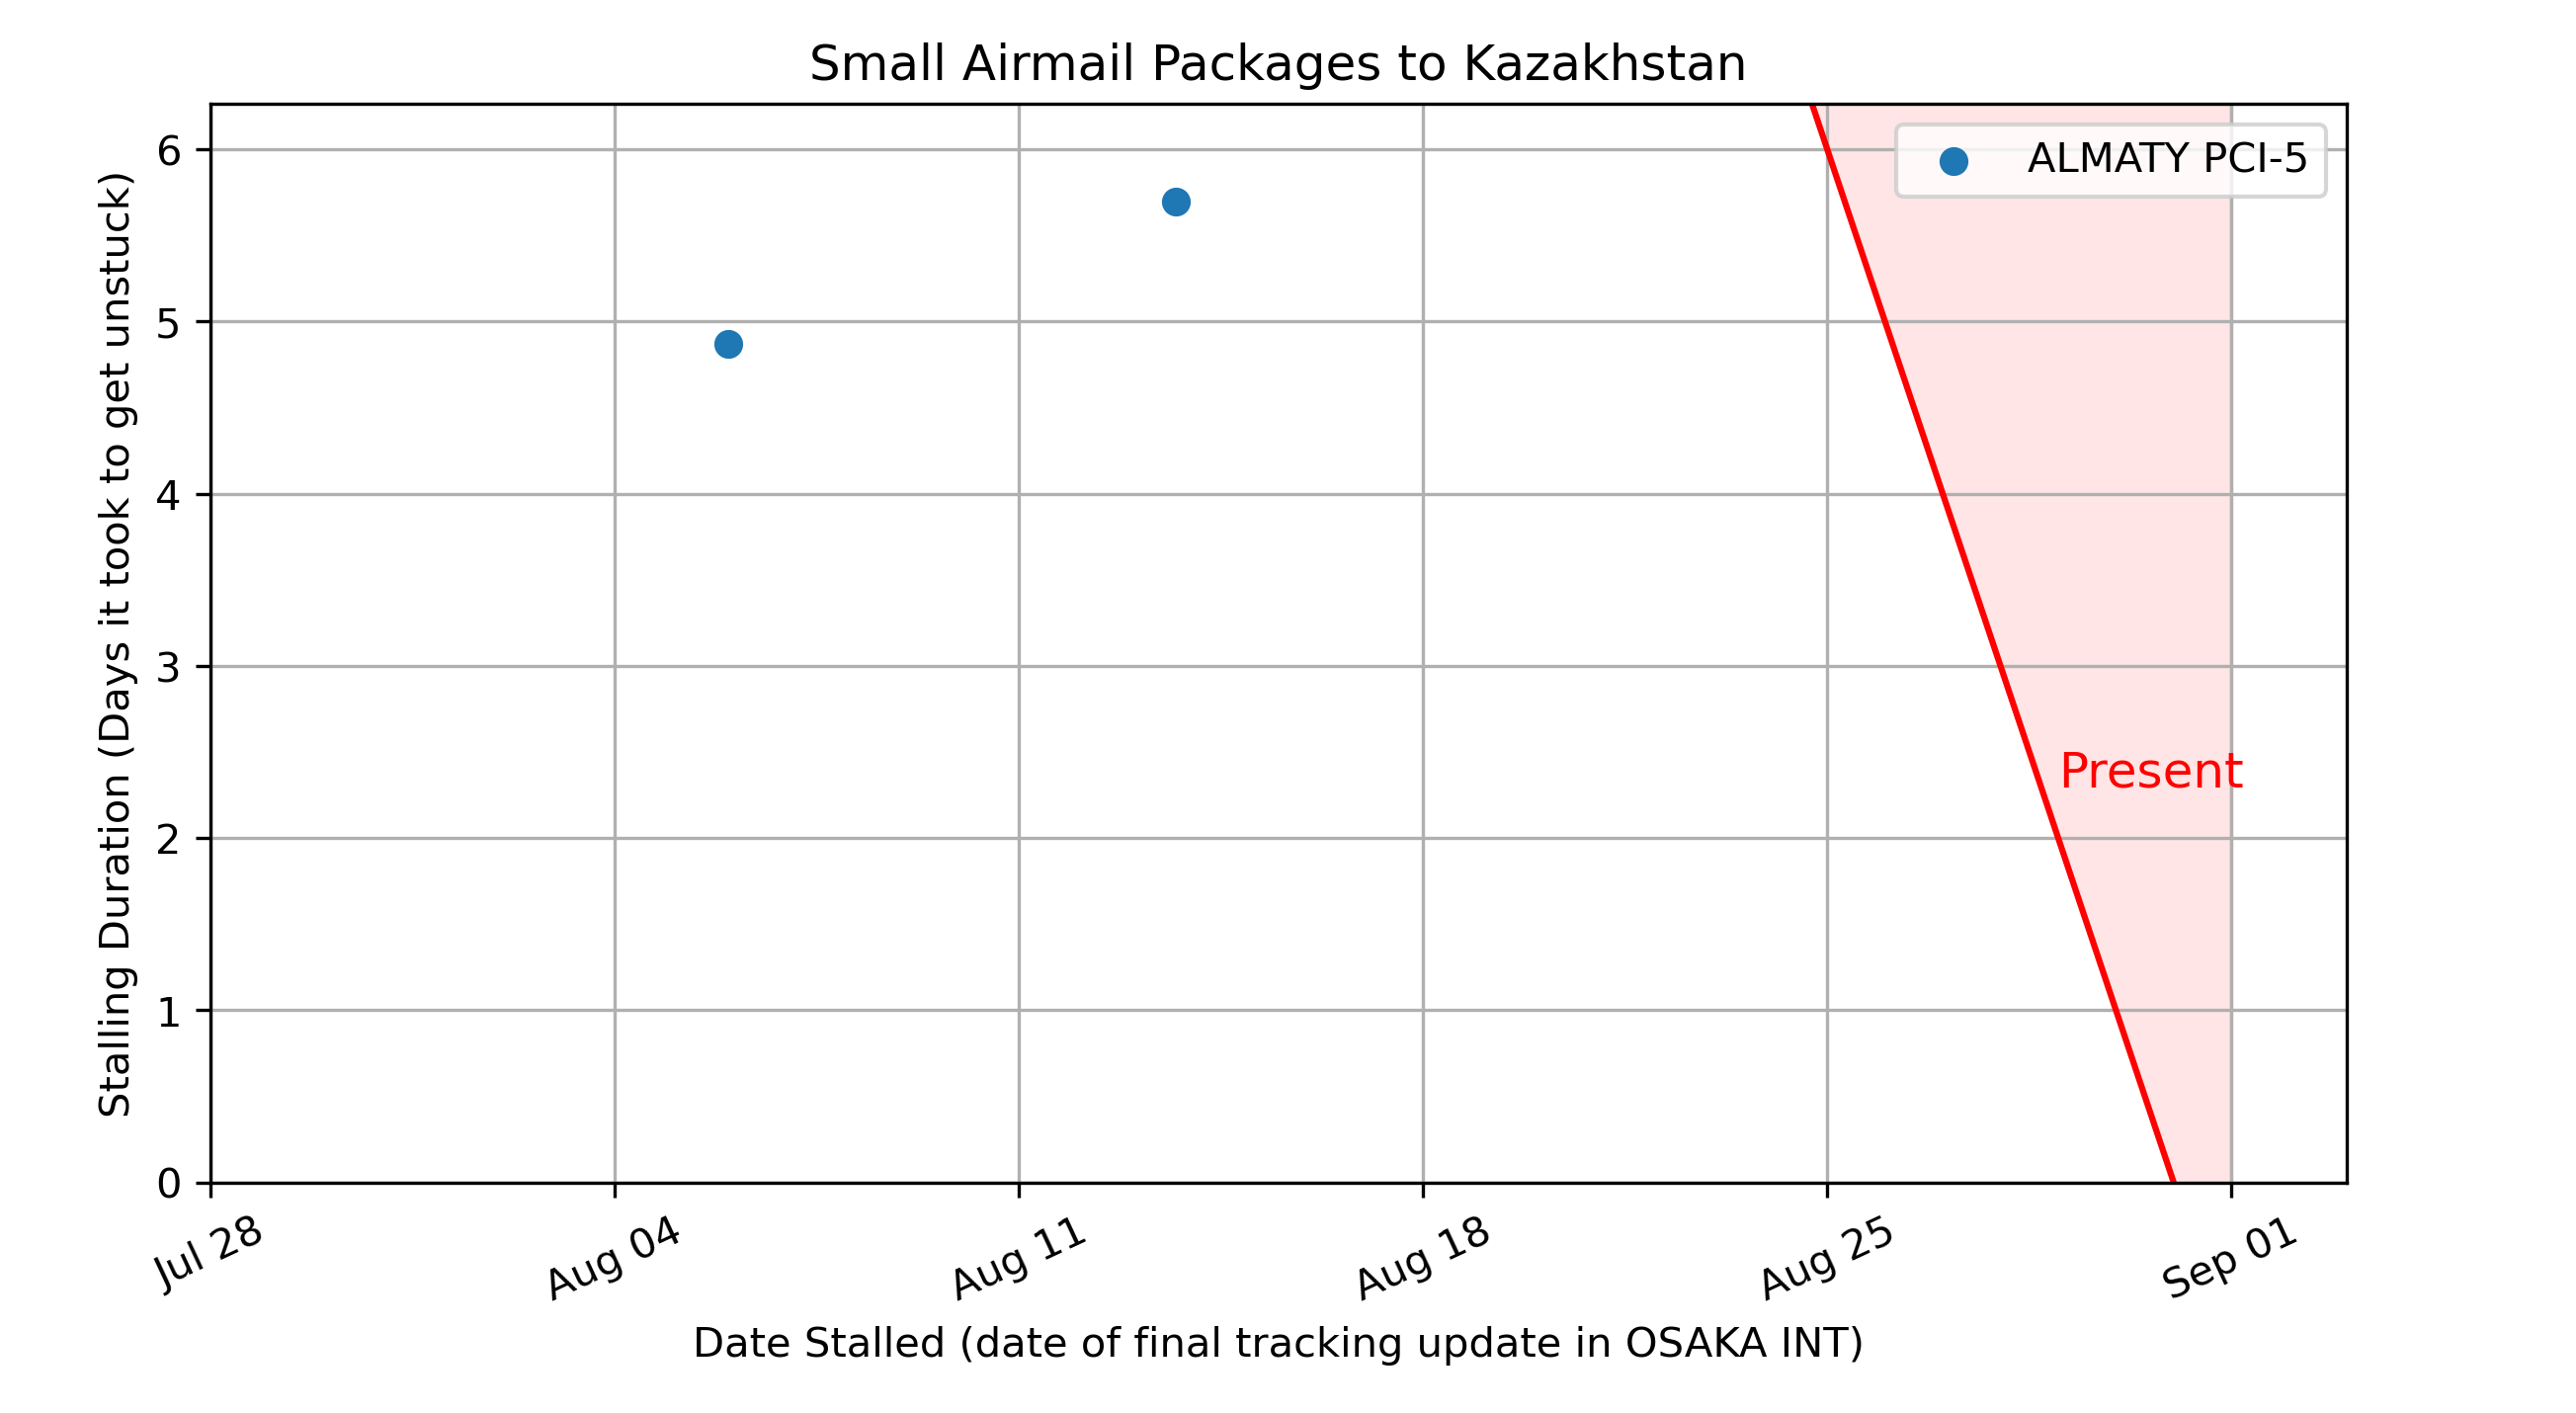 Small Airmail Packages to Kazakhstan
ALMATY PCI-5
Stalling Duration (Days it took to get unstuck)
6
5
4
3
2
1
0
Present
Jul 28
Aug 04
Aug 11
Aug 18
Aug 25
Sep 01
Date Stalled (date of final tracking update in OSAKA INT)